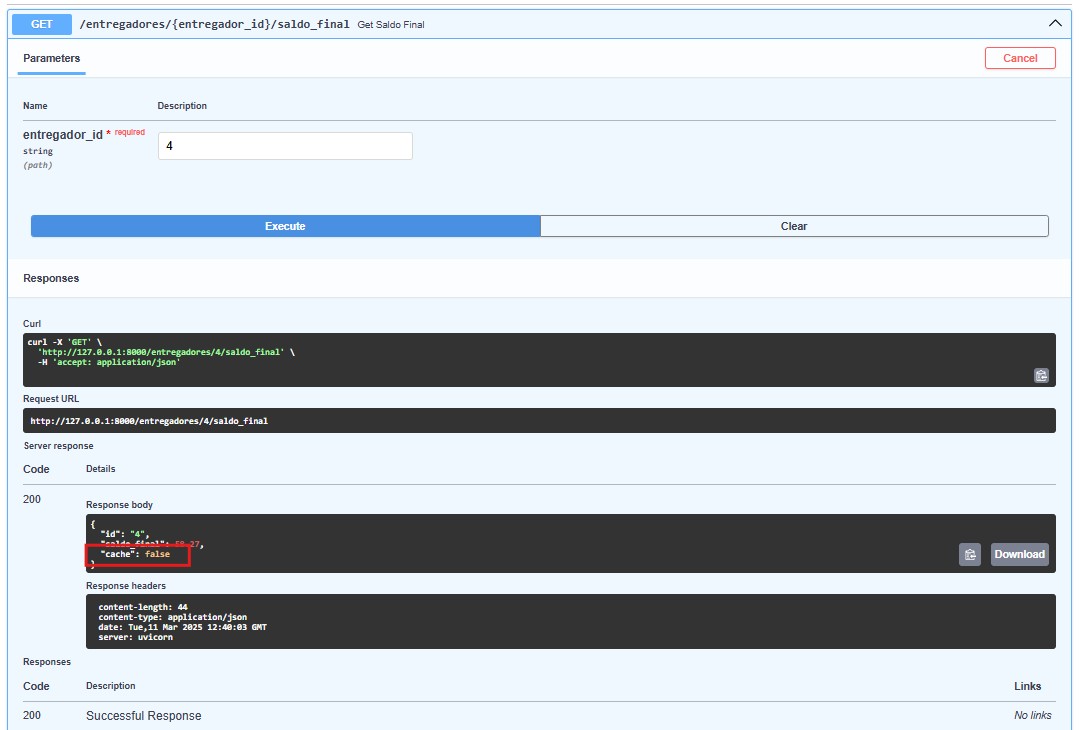 GET /entregadores/{entregador_id}/saldo_final Get Saldo Final
Parameters
Cancel
Name Description
entregador_id * required
string
(path)
4
Execute Clear
Responses
Curl
curl -X 'GET' \
'http://127.0.0.1:8000/entregadores/4/saldo_final' \
-H 'accept: application/json'
Request URL
http://127.0.0.1:8000/entregadores/4/saldo_final
Server response
Code Details
200
Response body
{
"id": "4",
"saldo_final":
"cache": false
}
Download
Response headers
content-length: 44
content-type: application/json
date: Tue,11 Mar 2025 12:40:03 GMT
server: uvicorn
Responses
Code Description Links
200 Successful Response No links